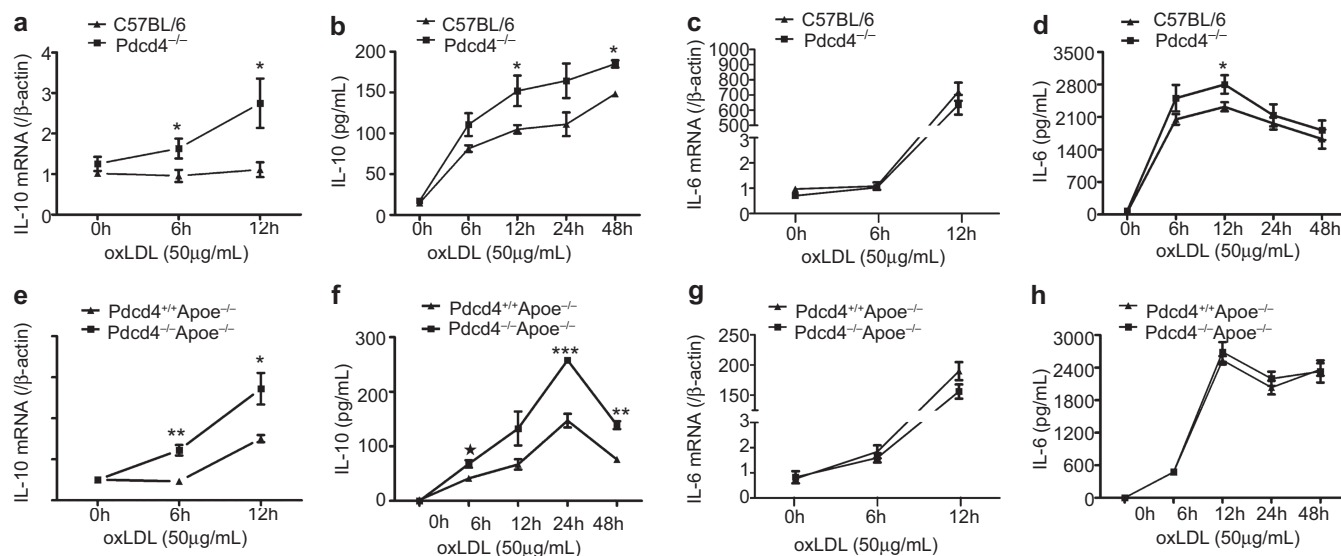 a
C57BL/6
Pdcd4⁻/⁻
IL-10 mRNA (/β-actin)
4
3
2
1
0
*
*
0h 6h 12h
oxLDL (50μg/mL)
b
C57BL/6
Pdcd4⁻/⁻
IL-10 (pg/mL)
200
150
100
50
0
*
*
0h 6h 12h 24h 48h
oxLDL (50μg/mL)
c
C57BL/6
Pdcd4⁻/⁻
IL-6 mRNA (/β-actin)
1000
900
800
700
600
500
3
2
1
0
0h 6h 12h
oxLDL (50μg/mL)
d
C57BL/6
Pdcd4⁻/⁻
IL-6 (pg/mL)
3500
2800
2100
1400
700
0
*
0h 6h 12h 24h 48h
oxLDL (50μg/mL)
e
Pdcd4⁺/⁺Apoe⁻/⁻
Pdcd4⁻/⁻Apoe⁻/⁻
IL-10 mRNA (/β-actin)
5
4
3
2
1
0
**
*
0h 6h 12h
oxLDL (50μg/mL)
f
Pdcd4⁺/⁺Apoe⁻/⁻
Pdcd4⁻/⁻Apoe⁻/⁻
IL-10 (pg/mL)
300
200
100
0
★
***
**
0h 6h 12h 24h 48h
oxLDL (50μg/mL)
g
Pdcd4⁺/⁺Apoe⁻/⁻
Pdcd4⁻/⁻Apoe⁻/⁻
IL-6 mRNA (/β-actin)
250
200
150
4
3
2
1
0
0h 6h 12h
oxLDL (50μg/mL)
h
Pdcd4⁺/⁺Apoe⁻/⁻
Pdcd4⁻/⁻Apoe⁻/⁻
IL-6 (pg/mL)
3000
2400
1800
1200
600
0
0h 6h 12h 24h 48h
oxLDL (50μg/mL)